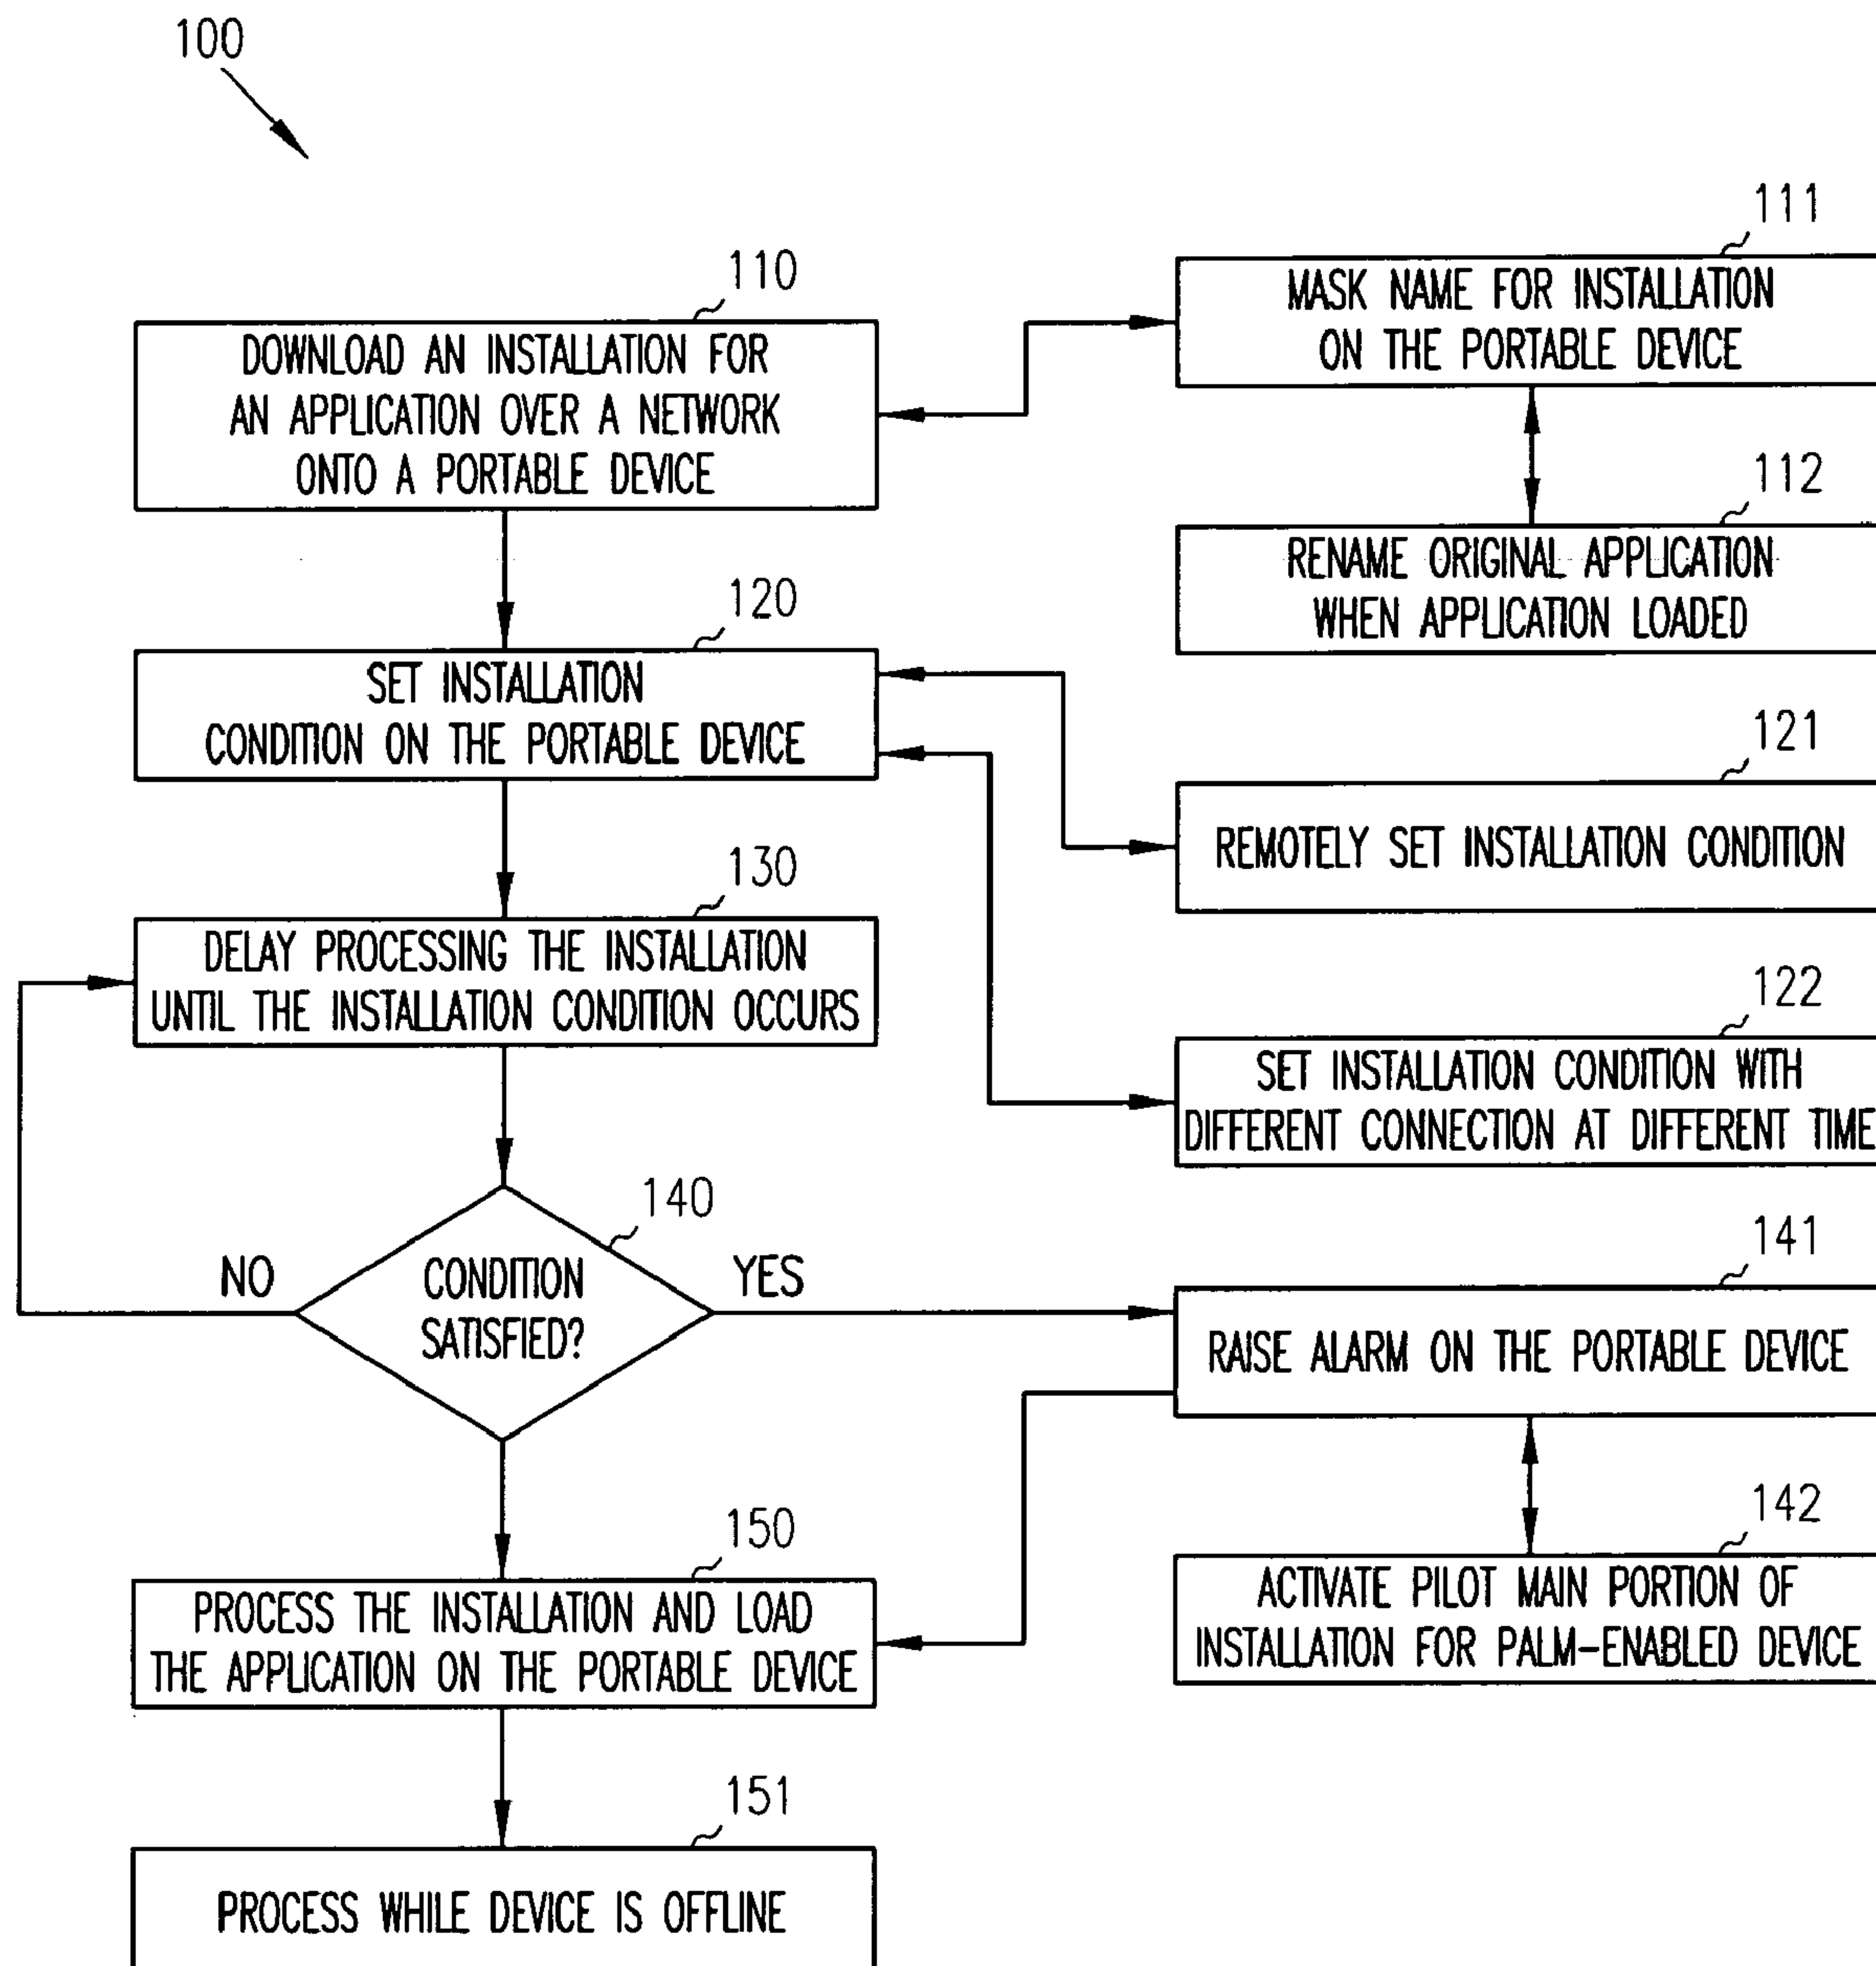 100
110
DOWNLOAD AN INSTALLATION FOR
AN APPLICATION OVER A NETWORK
ONTO A PORTABLE DEVICE
111
MASK NAME FOR INSTALLATION
ON THE PORTABLE DEVICE
112
RENAME ORIGINAL APPLICATION
WHEN APPLICATION LOADED
120
SET INSTALLATION
CONDITION ON THE PORTABLE DEVICE
121
REMOTELY SET INSTALLATION CONDITION
130
DELAY PROCESSING THE INSTALLATION
UNTIL THE INSTALLATION CONDITION OCCURS
122
SET INSTALLATION CONDITION WITH
DIFFERENT CONNECTION AT DIFFERENT TIME
140
CONDITION
SATISFIED?
NO
YES
141
RAISE ALARM ON THE PORTABLE DEVICE
142
ACTIVATE PILOT MAIN PORTION OF
INSTALLATION FOR PALM-ENABLED DEVICE
150
PROCESS THE INSTALLATION AND LOAD
THE APPLICATION ON THE PORTABLE DEVICE
151
PROCESS WHILE DEVICE IS OFFLINE